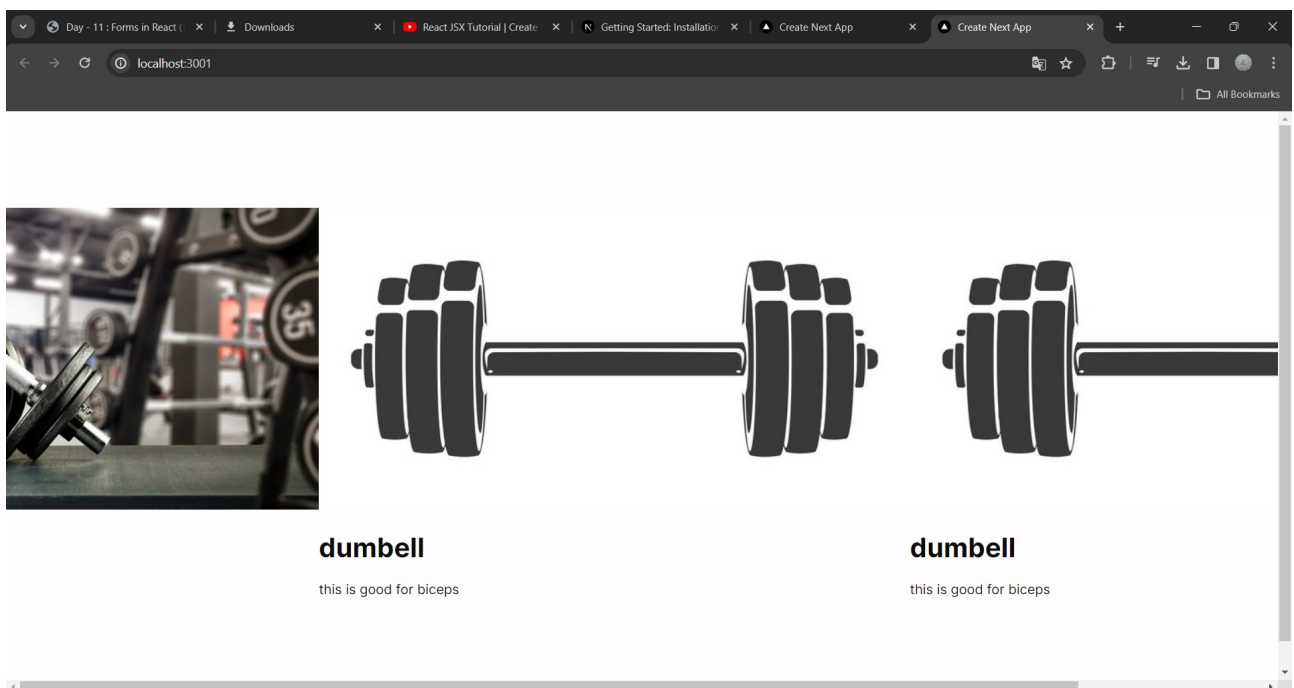 Day - 11 : Forms in React (
Downloads
React JSX Tutorial | Create
Getting Started: Installation
Create Next App
Create Next App
localhost:3001
All Bookmarks
35
dumbell
dumbell
this is good for biceps
this is good for biceps